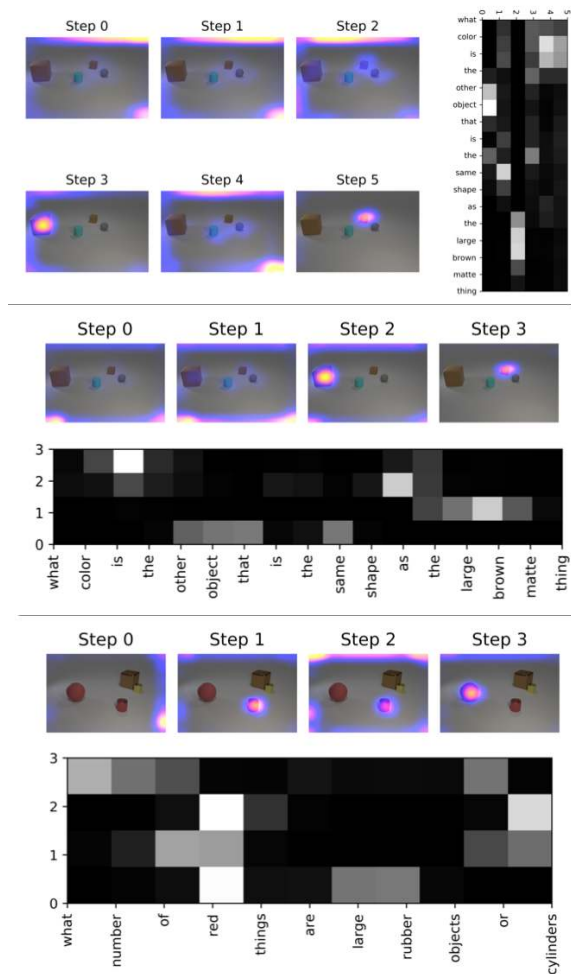 Step 0 Step 1 Step 2
Step 3 Step 4 Step 5
0 1 2 3 4 5
what
color
is
the
other
object
that
is
the
same
shape
as
the
large
brown
matte
thing
Step 0 Step 1 Step 2 Step 3
3
2
1
0
what color is the other object that is the same shape as the large brown matte thing
Step 0 Step 1 Step 2 Step 3
3
2
1
0
what number of red things are large rubber objects or cylinders